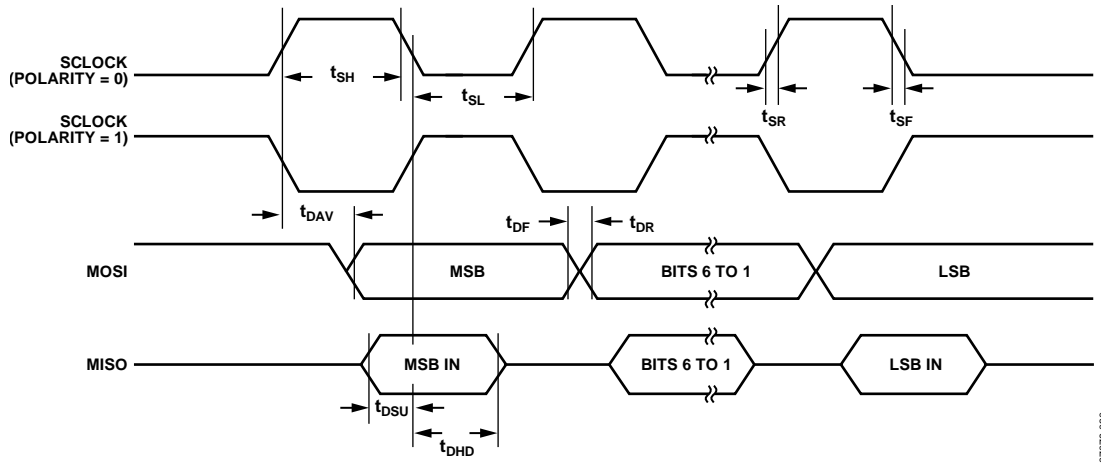 SCLOCK
(POLARITY = 0)
tSH
tSL
tSR
tSF
SCLOCK
(POLARITY = 1)
tDAV
tDF
tDR
MOSI
MSB
BITS 6 TO 1
LSB
MISO
MSB IN
BITS 6 TO 1
LSB IN
tDSU
tDHD